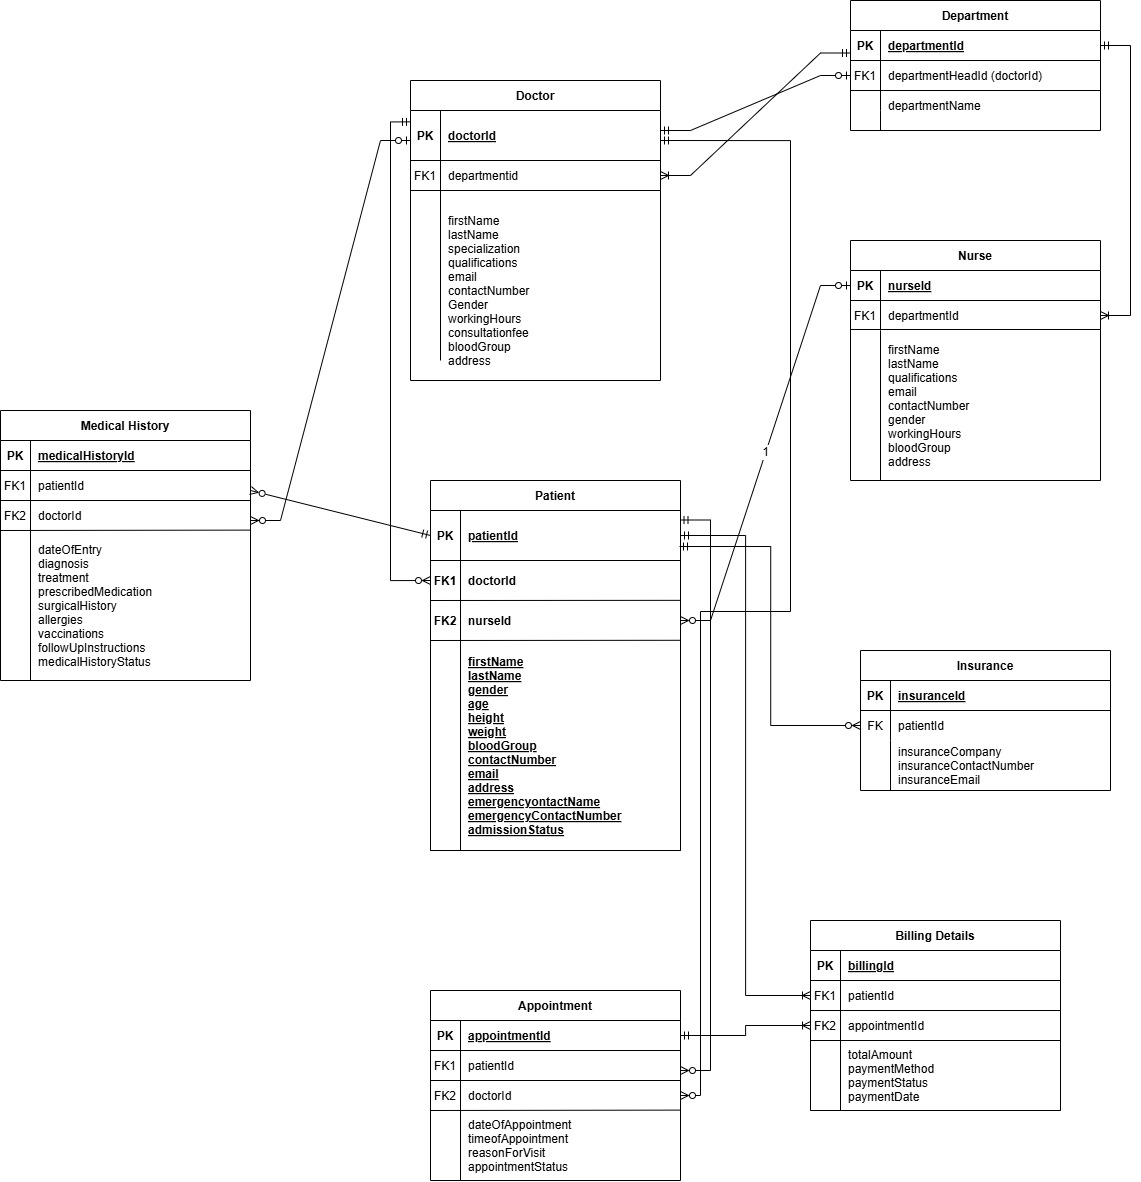 Department
PK departmentId
FK1 departmentHeadId (doctorId)
departmentName
Doctor
PK doctorId
FK1 departmentid
firstName
lastName
specialization
qualifications
email
contactNumber
Gender
workingHours
consultationfee
bloodGroup
address
Nurse
PK nurseId
FK1 departmentId
firstName
lastName
qualifications
email
contactNumber
gender
workingHours
bloodGroup
address
1
Medical History
PK medicalHistoryId
FK1 patientId
FK2 doctorId
dateOfEntry
diagnosis
treatment
prescribedMedication
surgicalHistory
allergies
vaccinations
followUpInstructions
medicalHistoryStatus
Patient
PK patientId
FK1 doctorId
FK2 nurseId
firstName
lastName
gender
age
height
weight
bloodGroup
contactNumber
email
address
emergencyontactName
emergencyContactNumber
admissionStatus
Insurance
PK insuranceId
FK patientId
insuranceCompany
insuranceContactNumber
insuranceEmail
Billing Details
PK billingId
FK1 patientId
FK2 appointmentId
totalAmount
paymentMethod
paymentStatus
paymentDate
Appointment
PK appointmentId
FK1 patientId
FK2 doctorId
dateOfAppointment
timeofAppointment
reasonForVisit
appointmentStatus